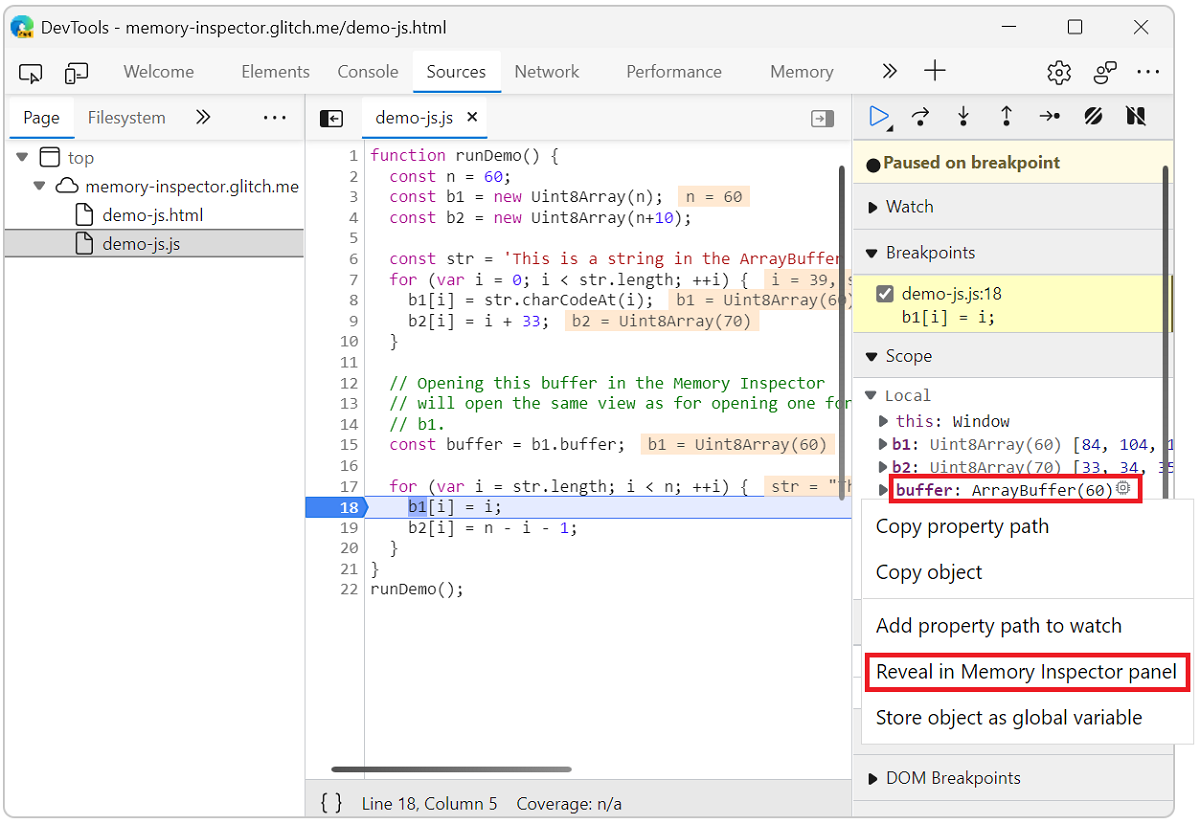 DevTools - memory-inspector.glitch.me/demo-js.html
Welcome Elements Console Sources Network Performance Memory
Page Filesystem
demo-js.js
top
memory-inspector.glitch.me
demo-js.html
demo-js.js
1 function runDemo() {
2 const n = 60;
3 const b1 = new Uint8Array(n); n = 60
4 const b2 = new Uint8Array(n+10);
5
6 const str = 'This is a string in the ArrayBuffer
7 for (var i = 0; i < str.length; ++i) { i = 39, s
8 b1[i] = str.charCodeAt(i); b1 = Uint8Array(60)
9 b2[i] = i + 33; b2 = Uint8Array(70)
10 }
11
12 // Opening this buffer in the Memory Inspector
13 // will open the same view as for opening one for
14 // b1.
15 const buffer = b1.buffer; b1 = Uint8Array(60)
16
17 for (var i = str.length; i < n; ++i) { str = "Th
18 b1[i] = i;
19 b2[i] = n - i - 1;
20 }
21 }
22 runDemo();
{ } Line 18, Column 5 Coverage: n/a
Paused on breakpoint
Watch
Breakpoints
demo-js.js:18
b1[i] = i;
Scope
Local
this: Window
b1: Uint8Array(60) [84, 104, 1
b2: Uint8Array(70) [33, 34, 35
buffer: ArrayBuffer(60)
Copy property path
Copy object
Add property path to watch
Reveal in Memory Inspector panel
Store object as global variable
DOM Breakpoints